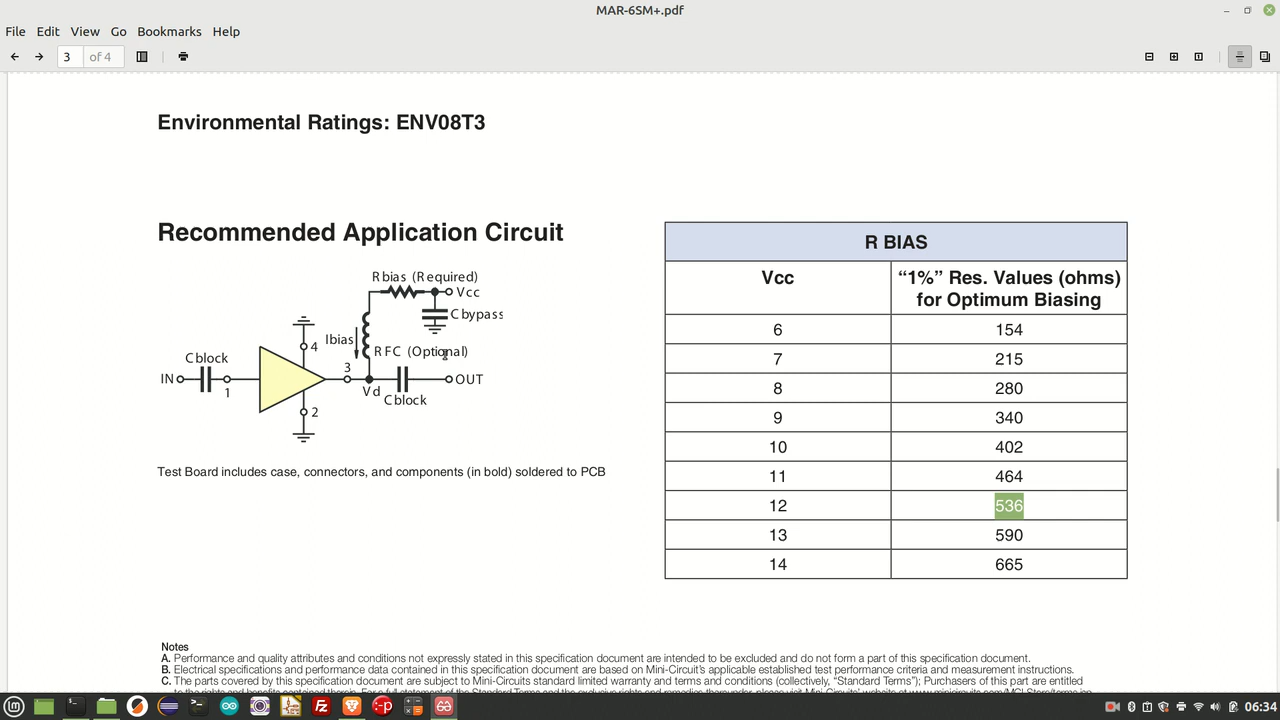 MAR-6SM+.pdf
File Edit View Go Bookmarks Help
3 of 4
Environmental Ratings: ENV08T3
Recommended Application Circuit
R bias (Required)
Vcc
C bypass
Ibias
4
RFC (Optional)
C block
3
IN
OUT
1
Vd
C block
2
Test Board includes case, connectors, and components (in bold) soldered to PCB
R BIAS
Vcc “1%” Res. Values (ohms)
for Optimum Biasing
6 154
7 215
8 280
9 340
10 402
11 464
12 536
13 590
14 665
Notes
A. Performance and quality attributes and conditions not expressly stated in this specification document are intended to be excluded and do not form a part of this specification document.
B. Electrical specifications and performance data contained in this specification document are based on Mini-Circuit's applicable established test performance criteria and measurement instructions.
C. The parts covered by this specification document are subject to Mini-Circuits standard limited warranty and terms and conditions (collectively, “Standard Terms”); Purchasers of this part are entitled
06:34